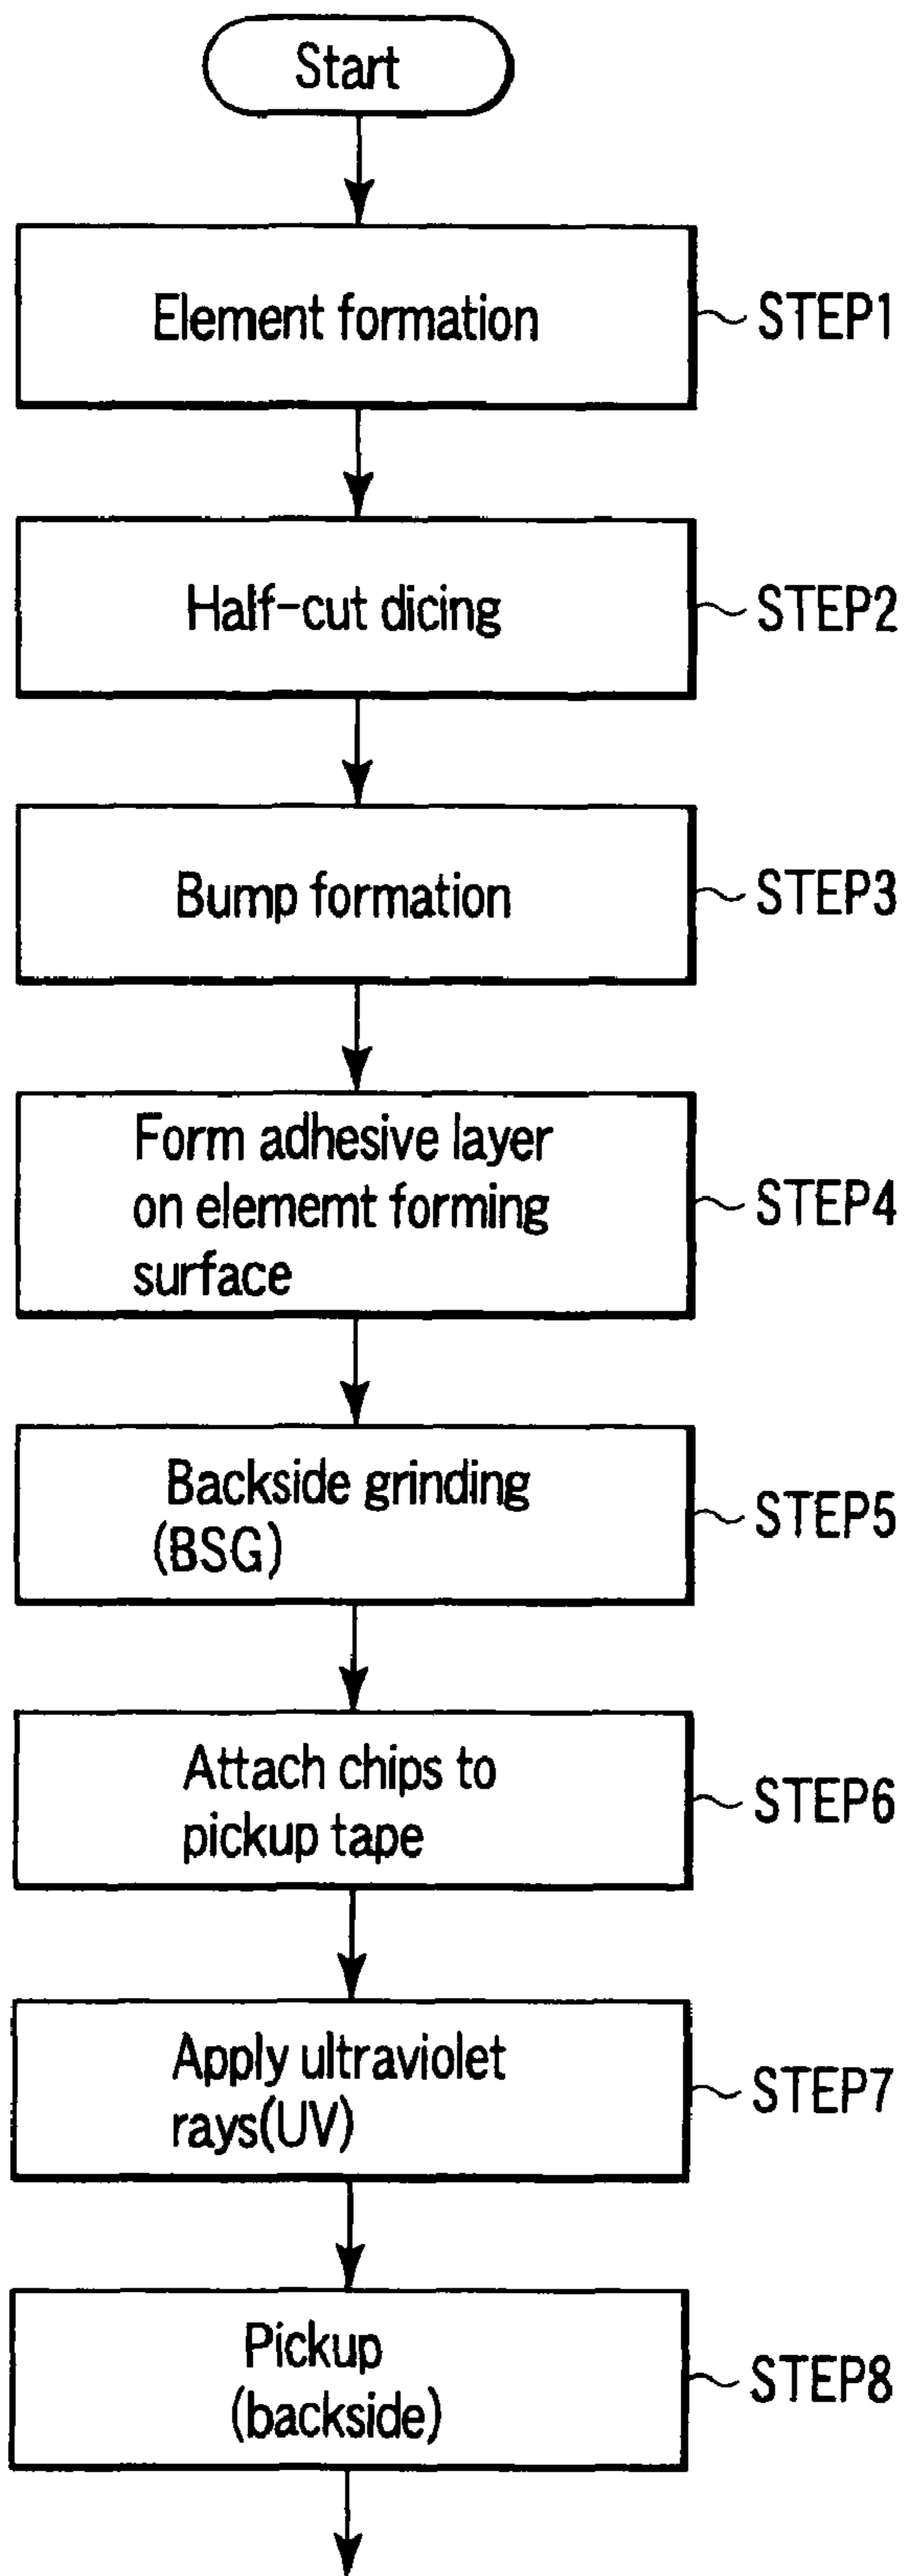 Start
Element formation
STEP1
Half-cut dicing
STEP2
Bump formation
STEP3
Form adhesive layer
on elememt forming
surface
STEP4
Backside grinding
(BSG)
STEP5
Attach chips to
pickup tape
STEP6
Apply ultraviolet
rays(UV)
STEP7
Pickup
(backside)
STEP8